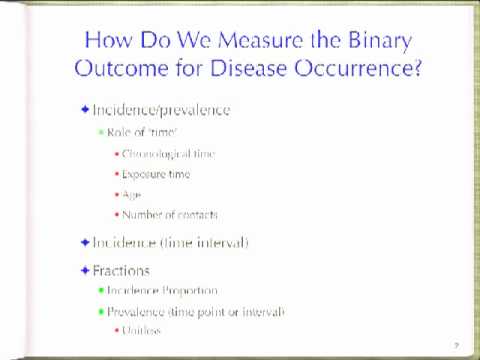 How Do We Measure the Binary
Outcome for Disease Occurrence?
Incidence/prevalence
Role of 'time'
Chronological time
Exposure time
Age
Number of contacts
Incidence (time interval)
Fractions
Incidence Proportion
Prevalence (time point or interval)
Unitless
2